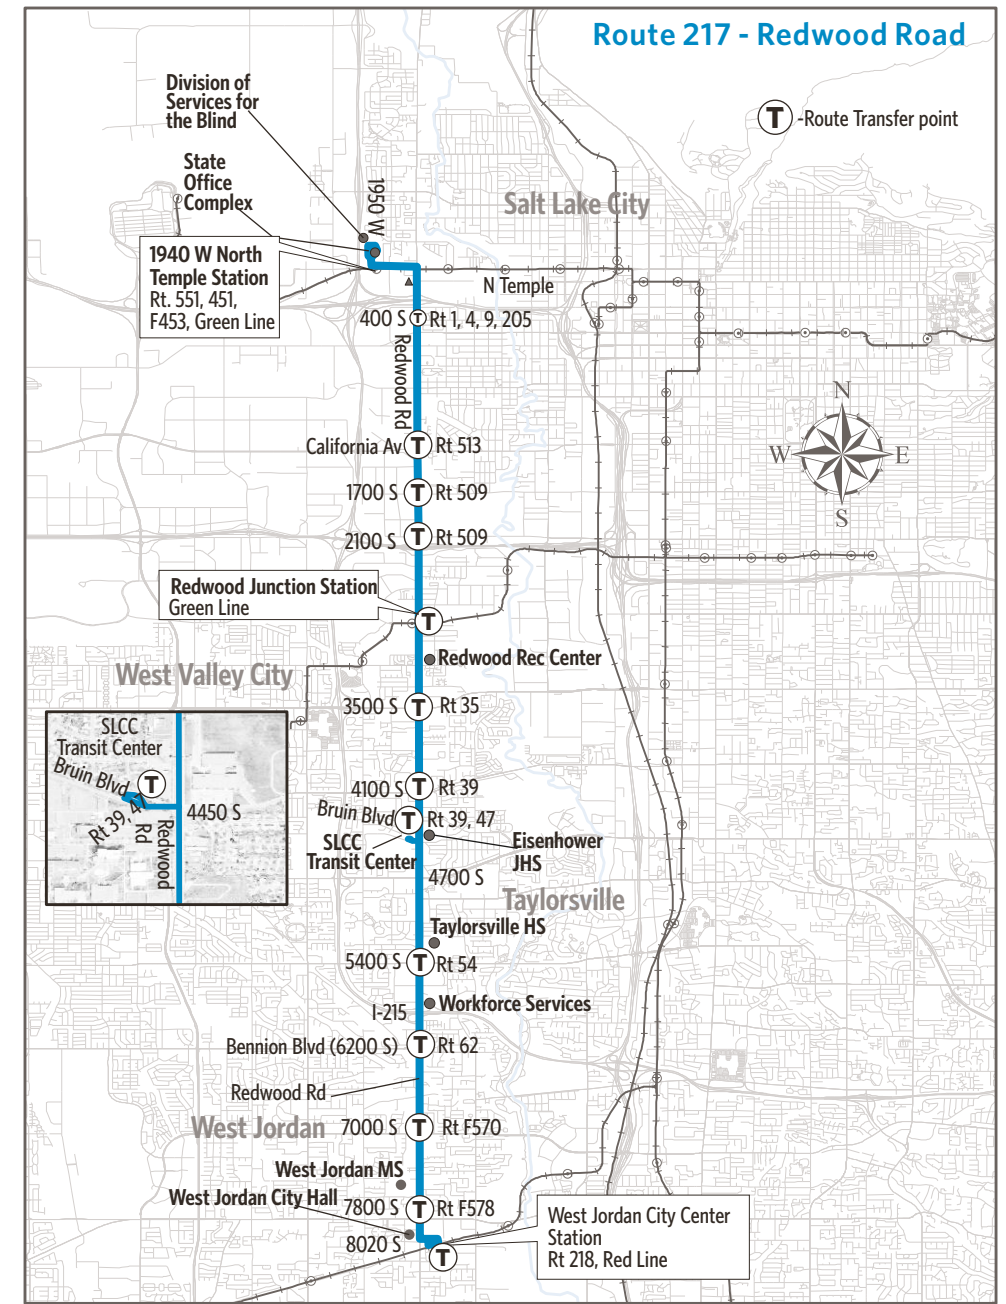 Route 217 - Redwood Road
T -Route Transfer point
Division of
Services for
the Blind
State
Office
Complex
1950 W
Salt Lake City
1940 W North
Temple Station
Rt. 551, 451,
F453, Green Line
N Temple
400 S T Rt 1, 4, 9, 205
Redwood Rd
N
W E
S
California Av T Rt 513
1700 S T Rt 509
2100 S T Rt 509
Redwood Junction Station
Green Line
T
Redwood Rec Center
West Valley City
3500 S T Rt 35
SLCC
Transit Center
Bruin Blvd
T
Rt 39, 47
4450 S
Redwood
Rd
4100 S T Rt 39
Bruin Blvd T Rt 39, 47
SLCC
Transit Center
Eisenhower
JHS
4700 S
Taylorsville
Taylorsville HS
5400 S T Rt 54
Workforce Services
I-215
Bennion Blvd (6200 S) T Rt 62
Redwood Rd
West Jordan
7000 S T Rt F570
West Jordan MS
West Jordan City Hall
7800 S T Rt F578
8020 S
T
West Jordan City Center
Station
Rt 218, Red Line